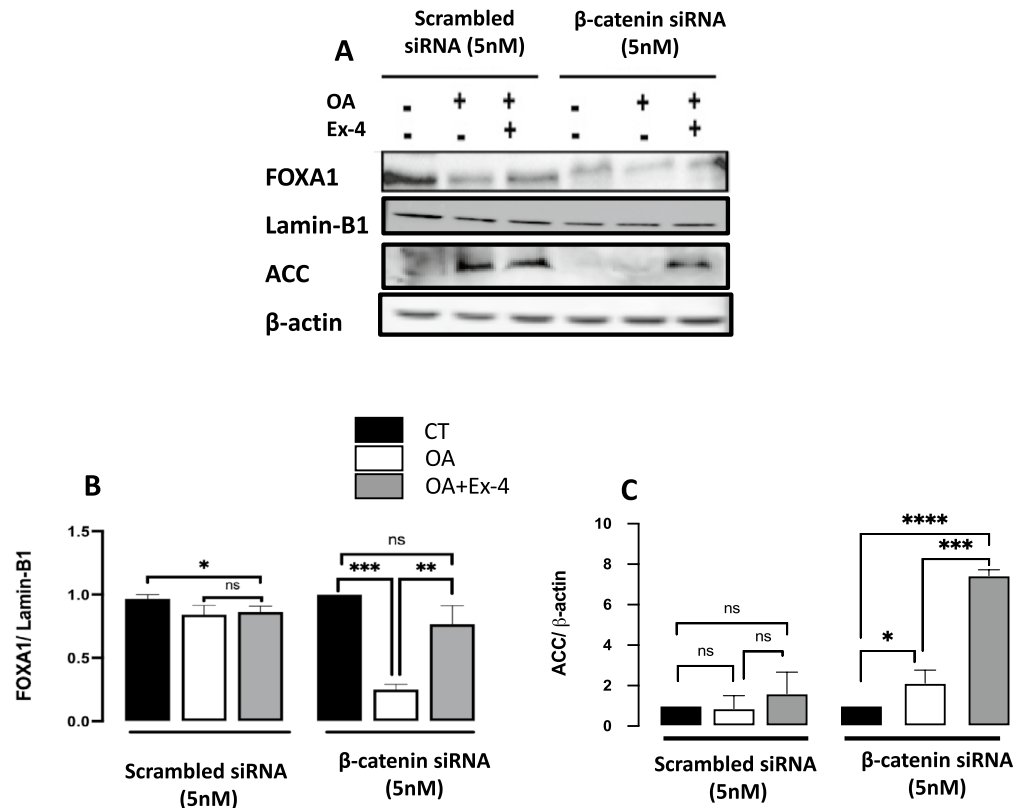 Scrambled
siRNA (5nM)
β-catenin siRNA
(5nM)
A
OA - + + - + +
Ex-4 - - + - - +
FOXA1
Lamin-B1
ACC
β-actin
CT
OA
OA+Ex-4
B
FOXA1/ Lamin-B1
1.5
1.0
0.5
0.0
*
ns
ns
***
**
Scrambled siRNA
(5nM)
β-catenin siRNA
(5nM)
C
ACC/ β-actin
10
8
6
4
2
0
ns
ns
ns
****
***
*
Scrambled siRNA
(5nM)
β-catenin siRNA
(5nM)